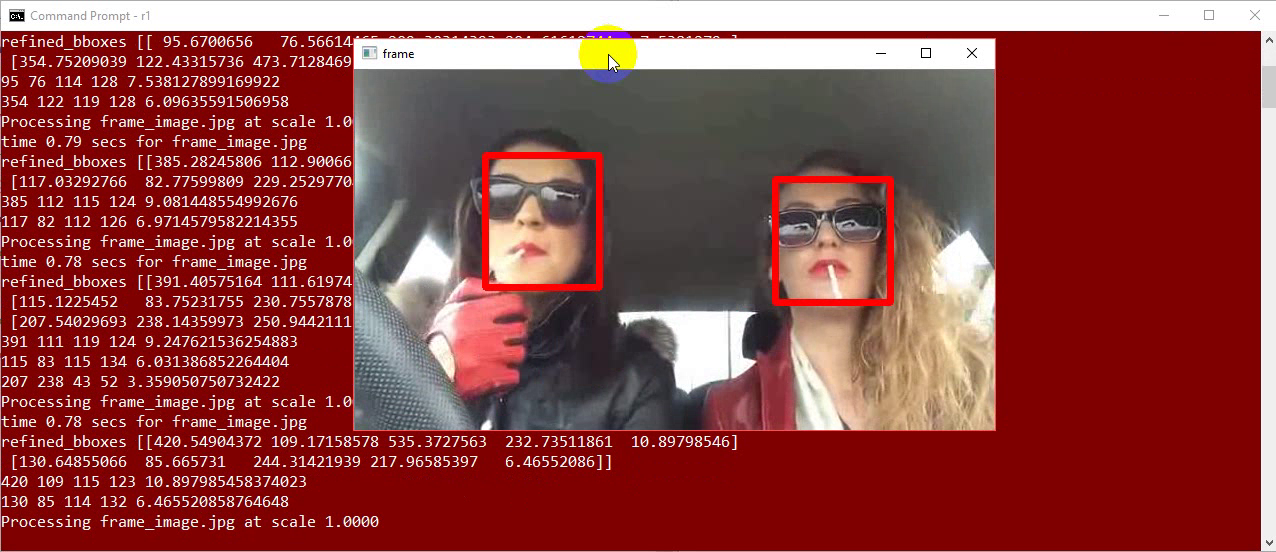 Command Prompt - r1
refined_bboxes [[ 95.6700656   76.56614465
frame
 [354.75209039 122.43315736 473.7128469
95 76 114 128 7.538127899169922
354 122 119 128 6.09635591506958
Processing frame_image.jpg at scale 1.0
time 0.79 secs for frame_image.jpg
refined_bboxes [[385.28245806 112.90066
 [117.03292766  82.77599809 229.2529770
385 112 115 124 9.081448554992676
117 82 112 126 6.9714579582214355
Processing frame_image.jpg at scale 1.0
time 0.78 secs for frame_image.jpg
refined_bboxes [[391.40575164 111.61974
 [115.1225452   83.75231755 230.7557878
 [207.54029693 238.14359973 250.9442111
391 111 119 124 9.247621536254883
115 83 115 134 6.031386852264404
207 238 43 52 3.359050750732422
Processing frame_image.jpg at scale 1.0
time 0.78 secs for frame_image.jpg
refined_bboxes [[420.54904372 109.17158578 535.3727563  232.73511861  10.89798546]
 [130.64855066  85.665731   244.31421939 217.96585397   6.46552086]]
420 109 115 123 10.897985458374023
130 85 114 132 6.465520858764648
Processing frame_image.jpg at scale 1.0000